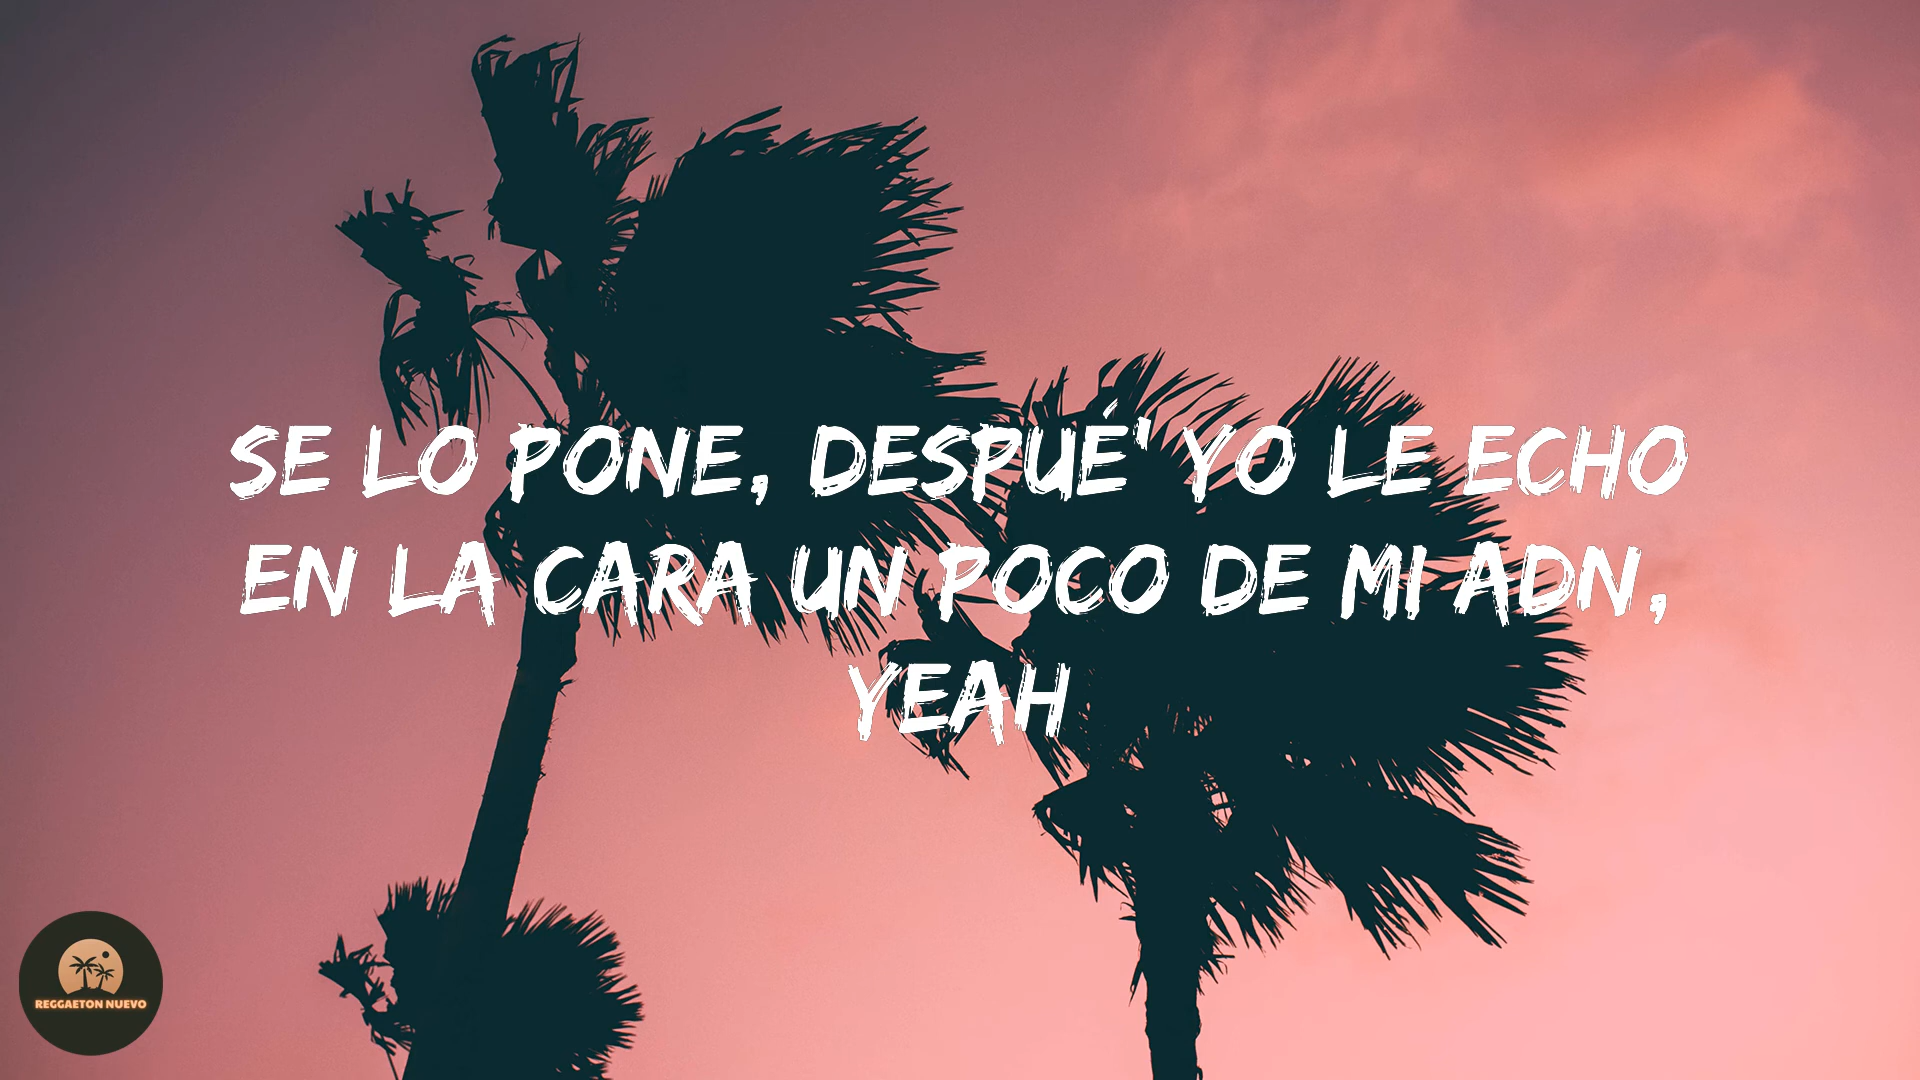 SE LO PONE, DESPUÉ' YO LE ECHO
EN LA CARA UN POCO DE MI ADN,
YEAH
REGGAETON NUEVO